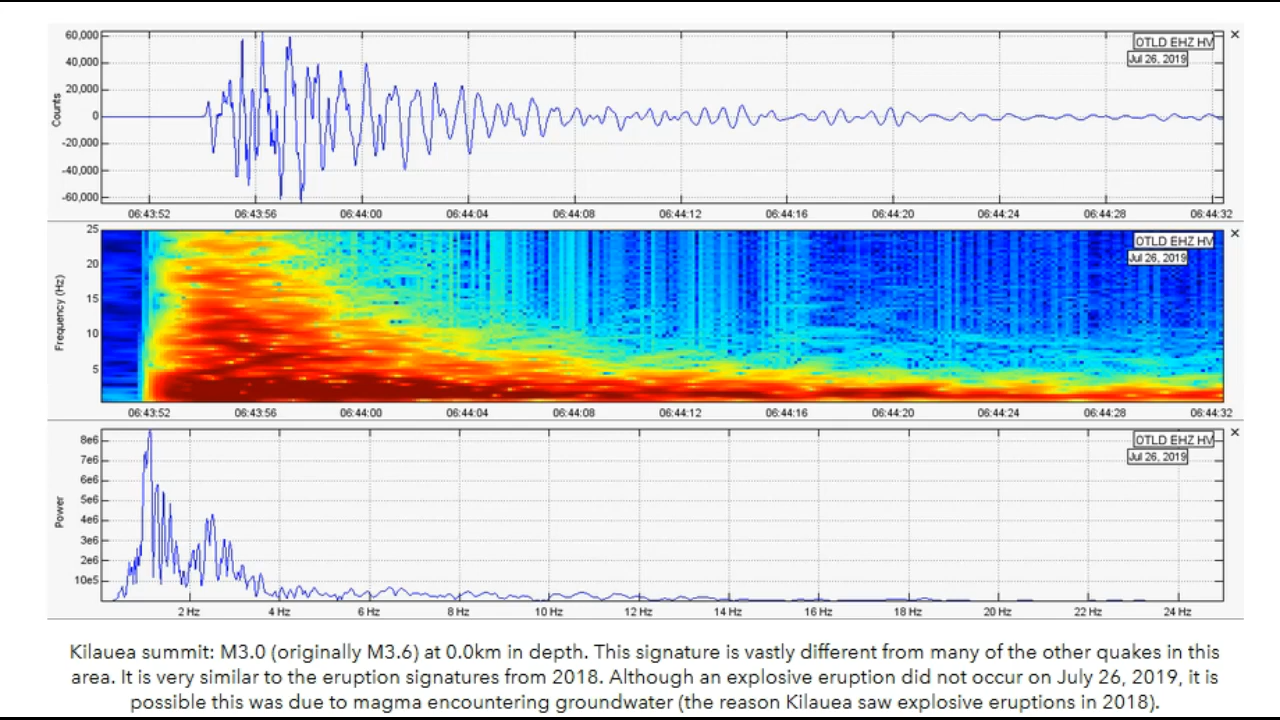 60,000
40,000
20,000
0
-20,000
-40,000
-60,000
Counts
OTLD EHZ HV
Jul 26, 2019
06:43:52 06:43:56 06:44:00 06:44:04 06:44:08 06:44:12 06:44:16 06:44:20 06:44:24 06:44:28 06:44:32
25
20
15
10
5
Frequency (Hz)
OTLD EHZ HV
Jul 26, 2019
06:43:52 06:43:56 06:44:00 06:44:04 06:44:08 06:44:12 06:44:16 06:44:20 06:44:24 06:44:28 06:44:32
8e6
7e6
6e6
5e6
4e6
3e6
2e6
10e5
Power
OTLD EHZ HV
Jul 26, 2019
2 Hz 4 Hz 6 Hz 8 Hz 10 Hz 12 Hz 14 Hz 16 Hz 18 Hz 20 Hz 22 Hz 24 Hz
Kilauea summit: M3.0 (originally M3.6) at 0.0km in depth. This signature is vastly different from many of the other quakes in this
area. It is very similar to the eruption signatures from 2018. Although an explosive eruption did not occur on July 26, 2019, it is
possible this was due to magma encountering groundwater (the reason Kilauea saw explosive eruptions in 2018).